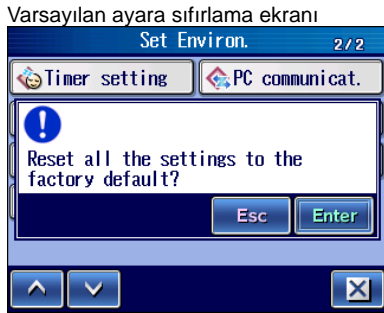 Varsayılan ayara sıfırlama ekranı
Set Environ. 2/2
Timer setting PC communicat.
Reset all the settings to the
factory default?
Esc Enter